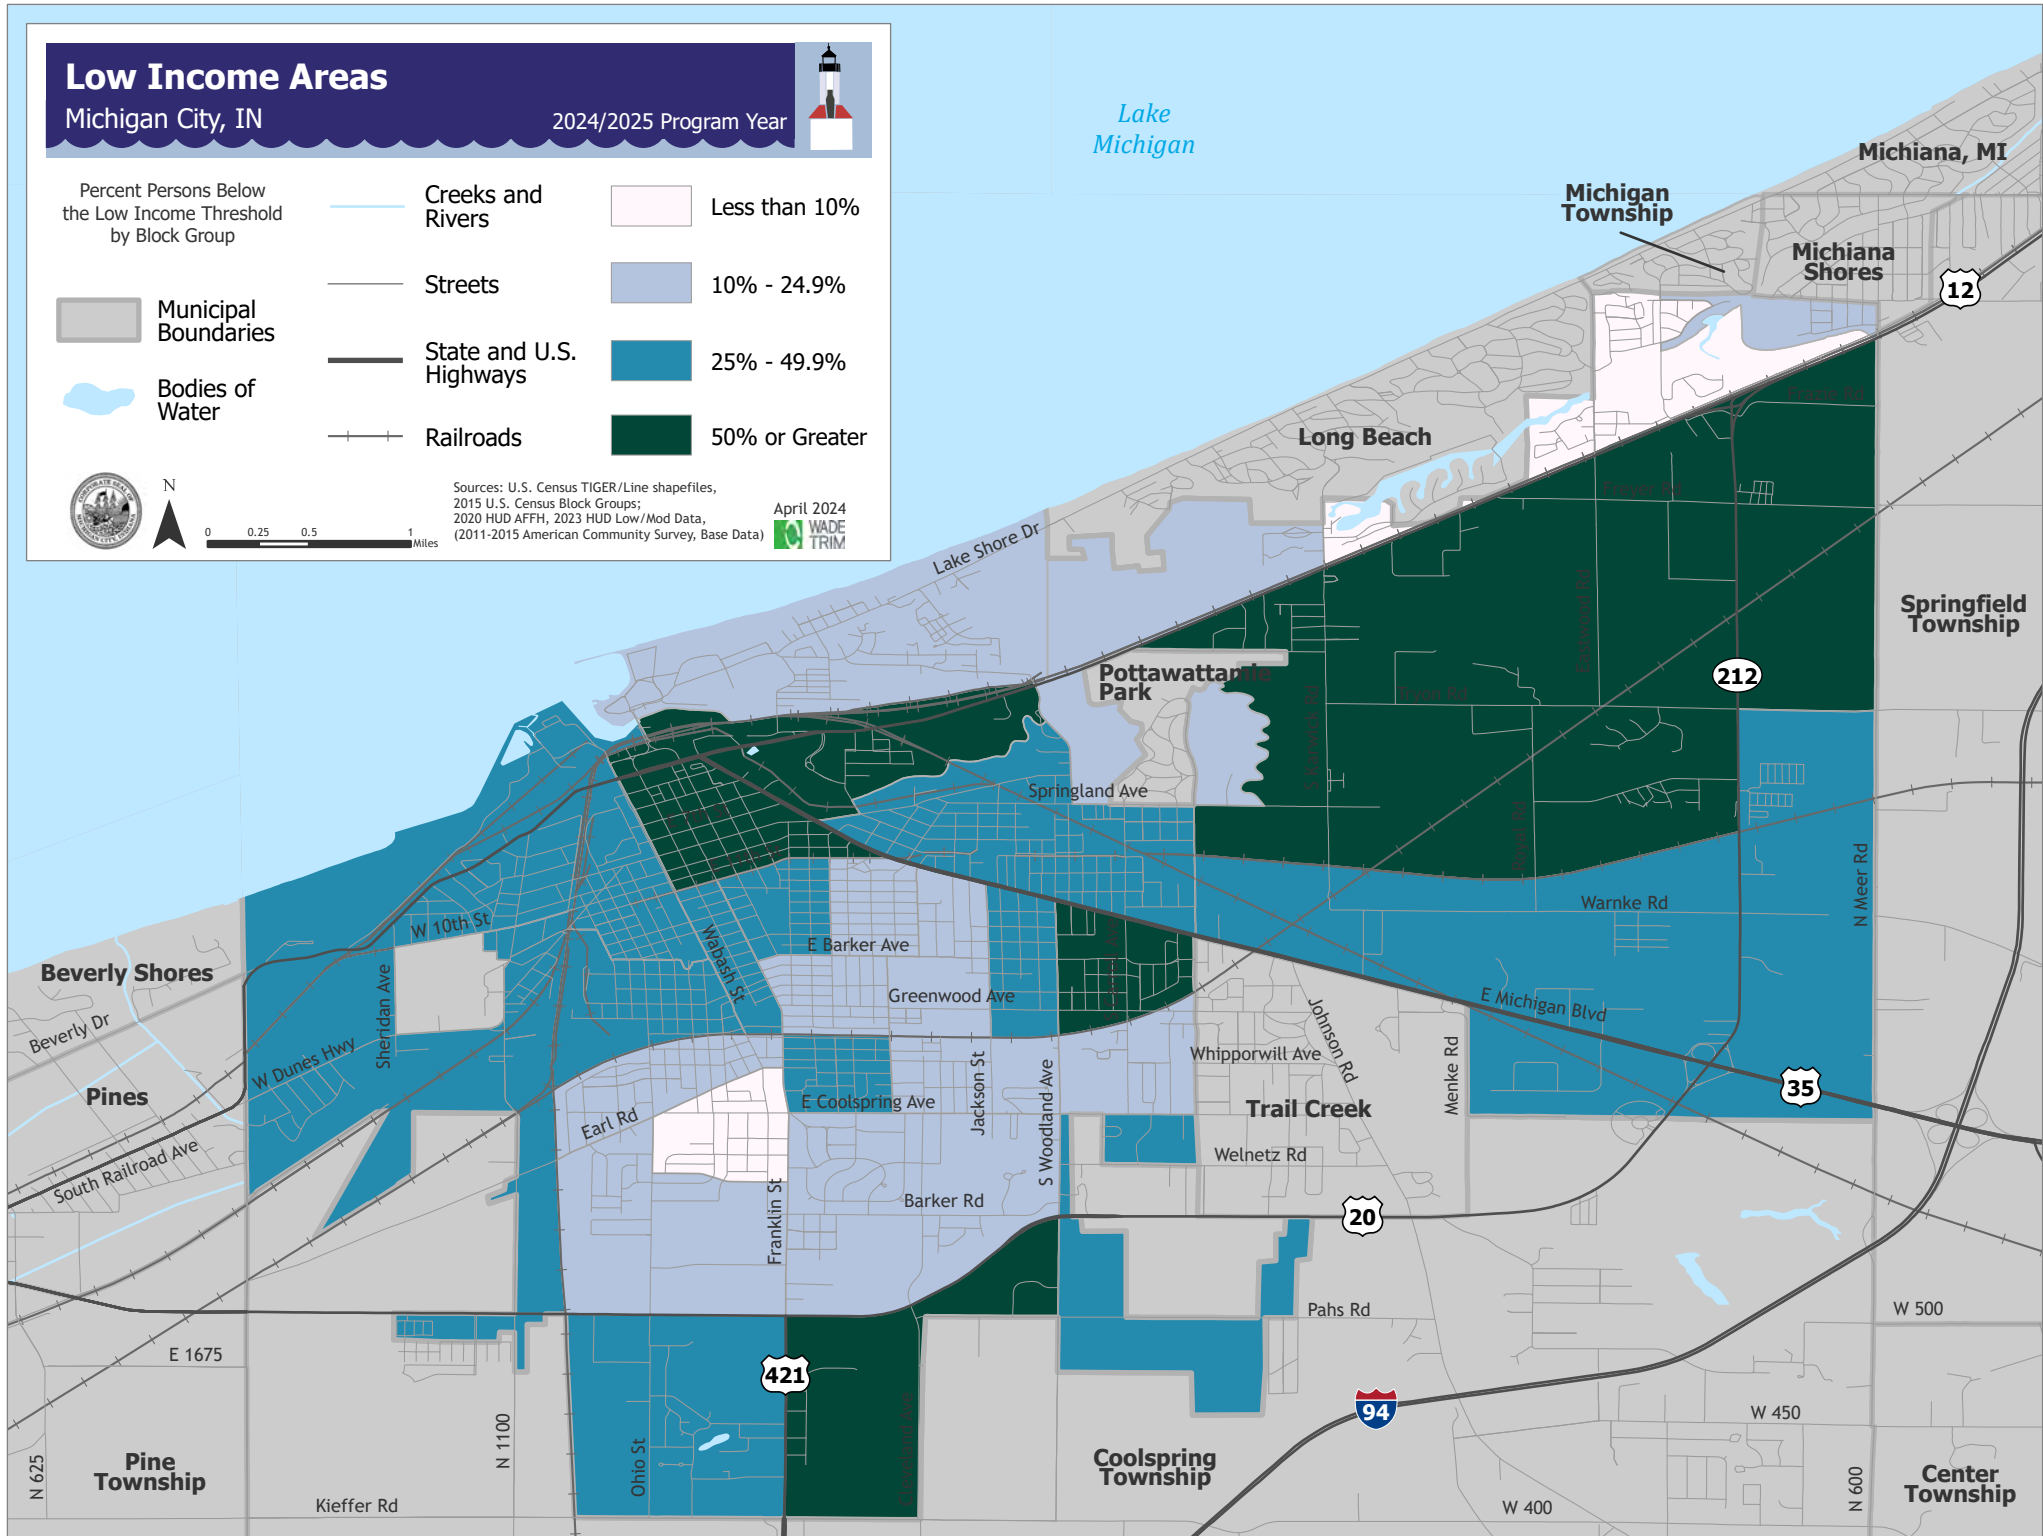 Low Income Areas
Michigan City, IN
2024/2025 Program Year
Percent Persons Below
the Low Income Threshold
by Block Group
Municipal
Boundaries
Bodies of
Water
Creeks and
Rivers
Streets
State and U.S.
Highways
Railroads
Less than 10%
10% - 24.9%
25% - 49.9%
50% or Greater
N
0 0.25 0.5 1
Miles
Sources: U.S. Census TIGER/Line shapefiles,
2015 U.S. Census Block Groups;
2020 HUD AFFH, 2023 HUD Low/Mod Data,
(2011-2015 American Community Survey, Base Data)
April 2024
WADE
TRIM
Lake
Michigan
Michiana, MI
Michigan
Township
Michiana
Shores
12
Long Beach
Freyer Rd
Lake Shore Dr
Eastwood Rd
Springfield
Township
Pottawattamie
Park
212
Springland Ave
Warnke Rd
N Meer Rd
W 10th St
Wabash St
E Barker Ave
Beverly Shores
Greenwood Ave
E Michigan Blvd
Beverly Dr
Sheridan Ave
W Dunes Hwy
Johnson Rd
Whipporwill Ave
Menke Rd
Jackson St
S Woodland Ave
35
Pines
E Coolspring Ave
Earl Rd
Trail Creek
Welnetz Rd
South Railroad Ave
Barker Rd
Franklin St
20
Pahs Rd
W 500
E 1675
421
94
W 450
N 625
N 1100
Ohio St
Pine
Township
Coolspring
Township
N 600
Center
Township
Kieffer Rd
W 400